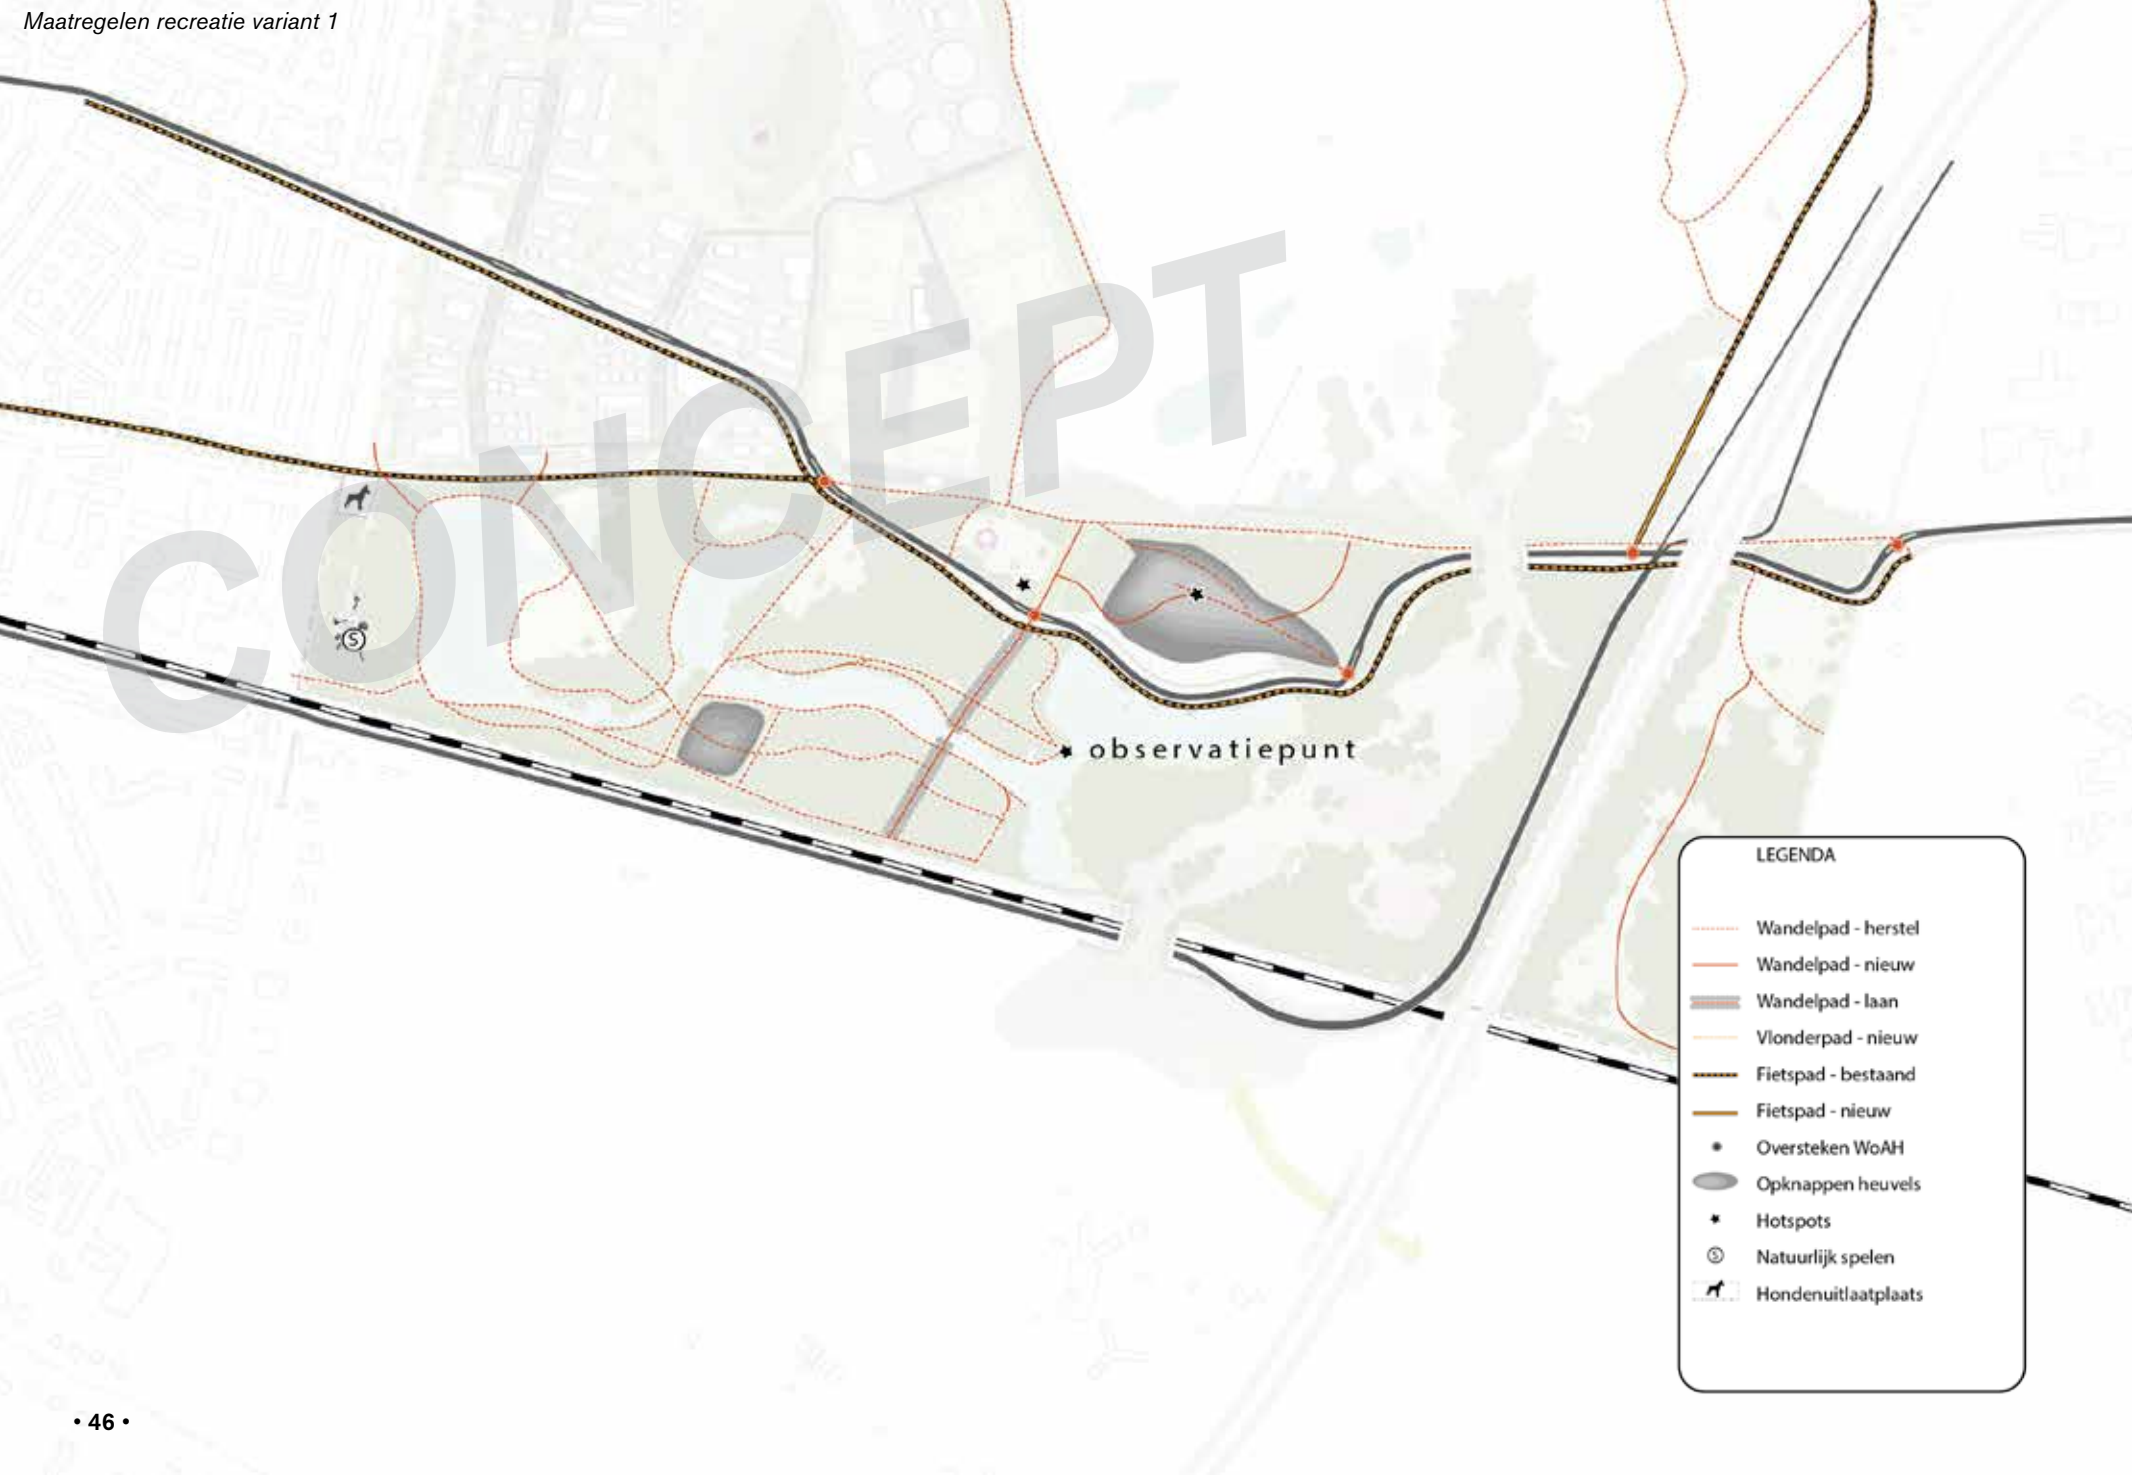 Maatregelen recreatie variant 1
CONCEPT
S
observatiepunt
LEGENDA
Wandelpad - herstel
Wandelpad - nieuw
Wandelpad - laan
Vlonderpad - nieuw
Fietspad - bestaand
Fietspad - nieuw
Oversteken WoAH
Opknappen heuvels
Hotspots
S Natuurlijk spelen
Hondenuitlaatplaats
• 46 •